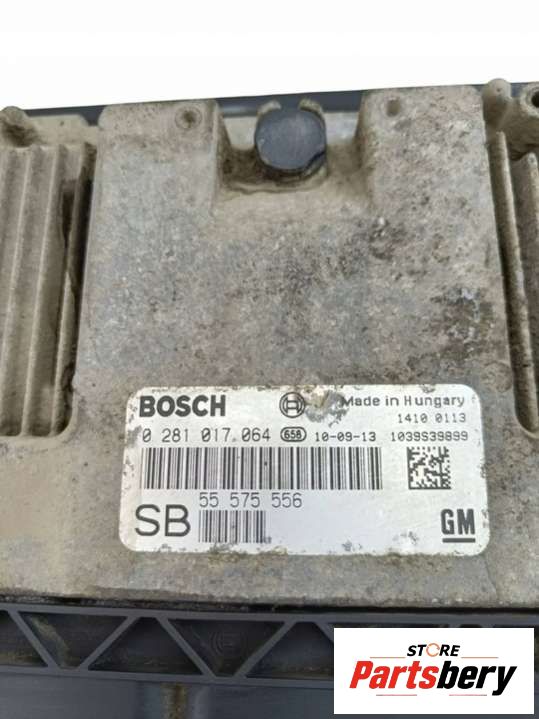 BOSCH Made in Hungary
1410 0113
0 281 017 064 658 10-09-13 1039S39899
55 575 556
SB
GM
STORE
Partsbery